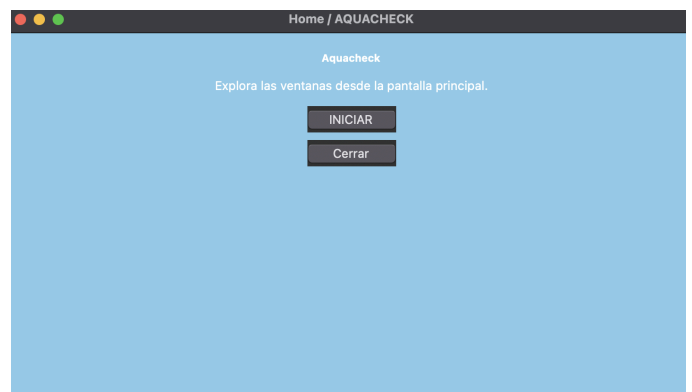 Home / AQUACHECK
Aquacheck
Explora las ventanas desde la pantalla principal.
INICIAR
Cerrar